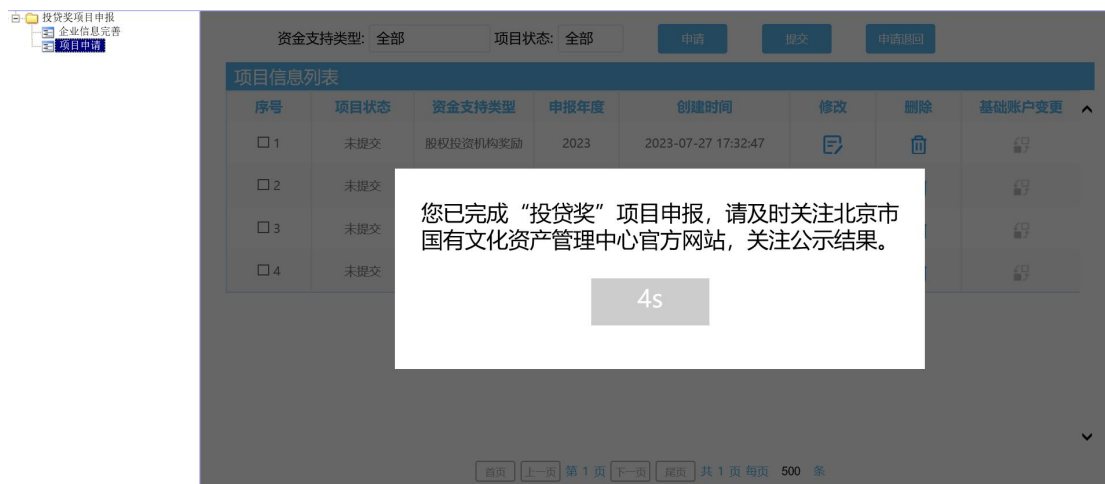 投贷奖项目申报
企业信息完善
项目申请
资金支持类型: 全部 项目状态: 全部 申请 提交 申请退回
项目信息列表
序号 项目状态 资金支持类型 申报年度 创建时间 修改 删除 基础账户变更
1 未提交 股权投资机构奖励 2023 2023-07-27 17:32:47
2 未提交
3 未提交
4 未提交
您已完成“投贷奖”项目申报，请及时关注北京市
国有文化资产管理中心官方网站，关注公示结果。
4s
首页 上一页 第 1 页 下一页 尾页 共 1 页 每页 500 条